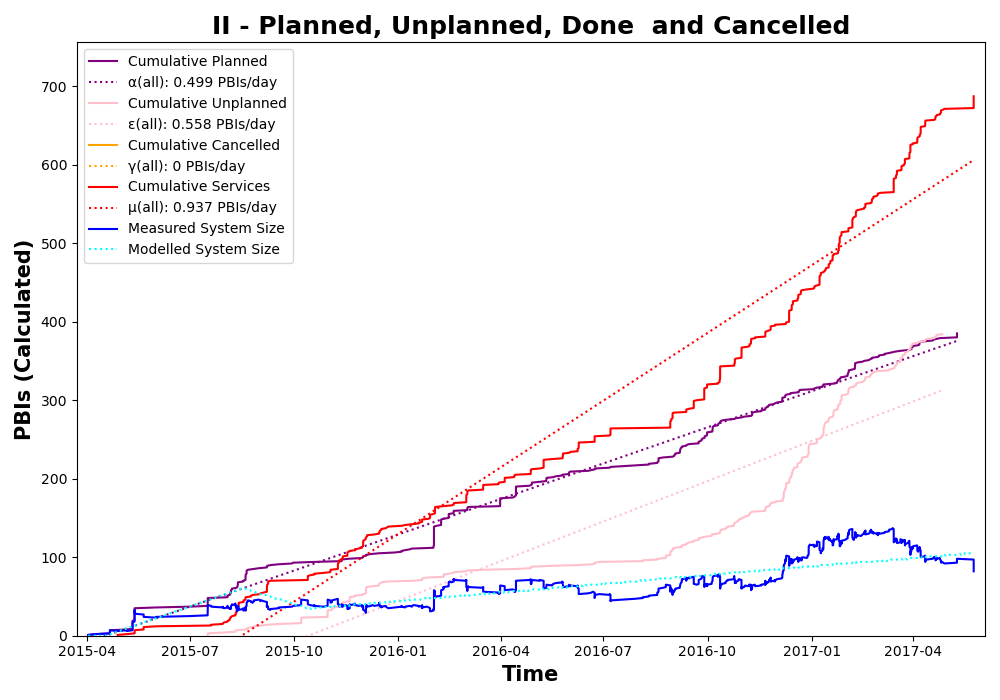 II - Planned, Unplanned, Done  and Cancelled
PBIs (Calculated)
700
600
500
400
300
200
100
0
Cumulative Planned
α(all): 0.499 PBIs/day
Cumulative Unplanned
ε(all): 0.558 PBIs/day
Cumulative Cancelled
γ(all): 0 PBIs/day
Cumulative Services
μ(all): 0.937 PBIs/day
Measured System Size
Modelled System Size
2015-04 2015-07 2015-10 2016-01 2016-04 2016-07 2016-10 2017-01 2017-04
Time